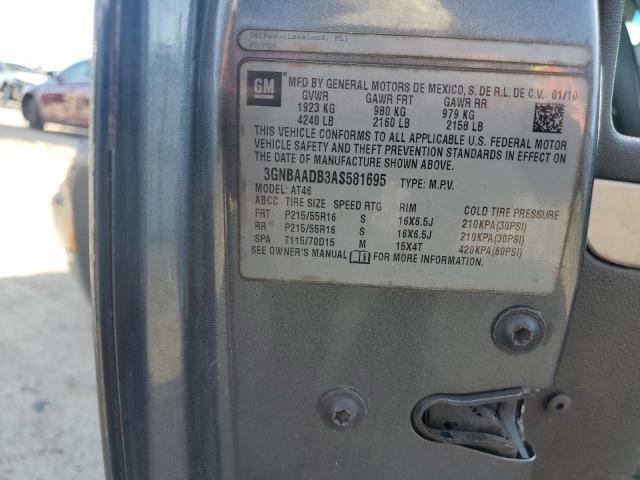 (Lakeland, FL)
GM
MFD BY GENERAL MOTORS DE MEXICO, S. DE R.L. DE C.V. 01/10
GVWR GAWR FRT GAWR RR
1923 KG 980 KG 979 KG
4240 LB 2160 LB 2158 LB
THIS VEHICLE CONFORMS TO ALL APPLICABLE U.S. FEDERAL MOTOR
VEHICLE SAFETY AND THEFT PREVENTION STANDARDS IN EFFECT ON
THE DATE OF MANUFACTURE SHOWN ABOVE.
3GNBAADB3AS581695 TYPE: M.P.V.
MODEL: AT46
ABCC TIRE SIZE SPEED RTG RIM COLD TIRE PRESSURE
FRT P215/55R16 S 16X6.5J 210KPA(30PSI)
RR P215/55R16 S 16X6.5J 210KPA(30PSI)
SPA T115/70D15 M 15X4T 420KPA(60PSI)
SEE OWNER'S MANUAL FOR MORE INFORMATION.